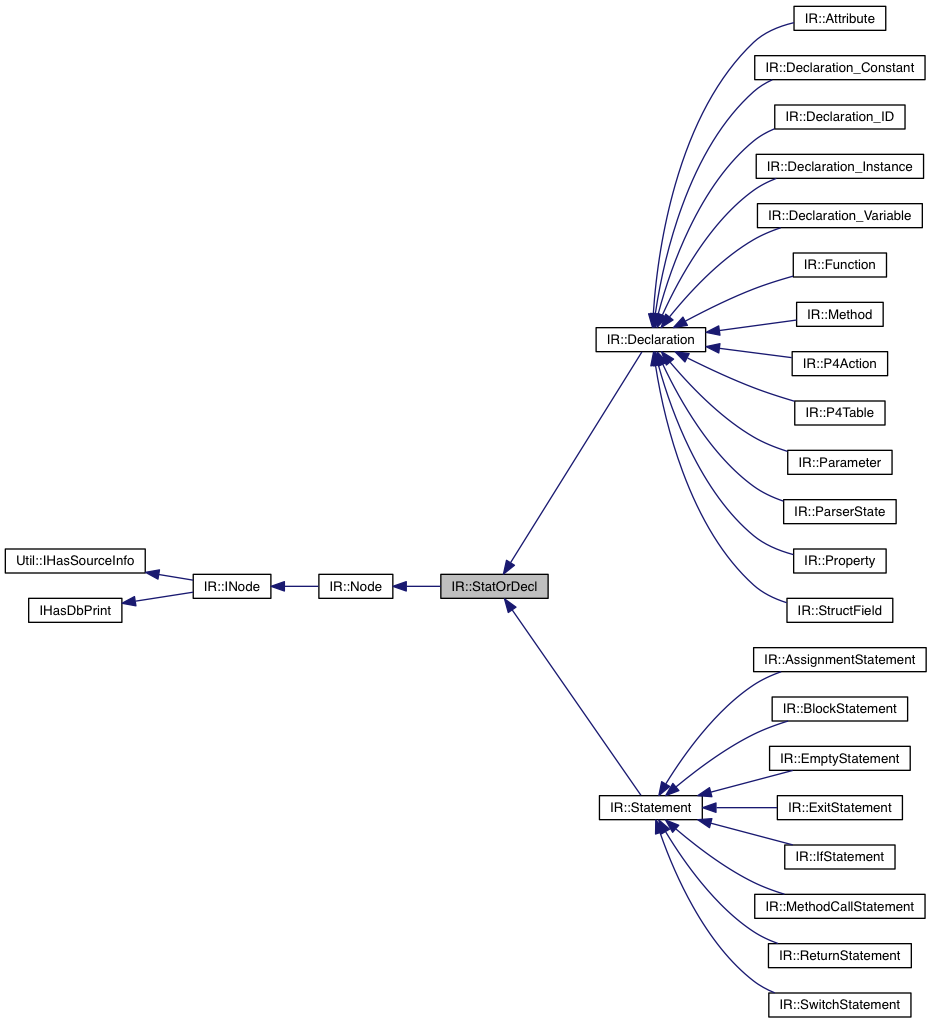 IR::Attribute
IR::Declaration_Constant
IR::Declaration_ID
IR::Declaration_Instance
IR::Declaration_Variable
IR::Function
IR::Method
IR::Declaration
IR::P4Action
IR::P4Table
IR::Parameter
IR::ParserState
Util::IHasSourceInfo
IR::Property
IR::INode
IR::Node
IR::StatOrDecl
IHasDbPrint
IR::StructField
IR::AssignmentStatement
IR::BlockStatement
IR::EmptyStatement
IR::Statement
IR::ExitStatement
IR::IfStatement
IR::MethodCallStatement
IR::ReturnStatement
IR::SwitchStatement